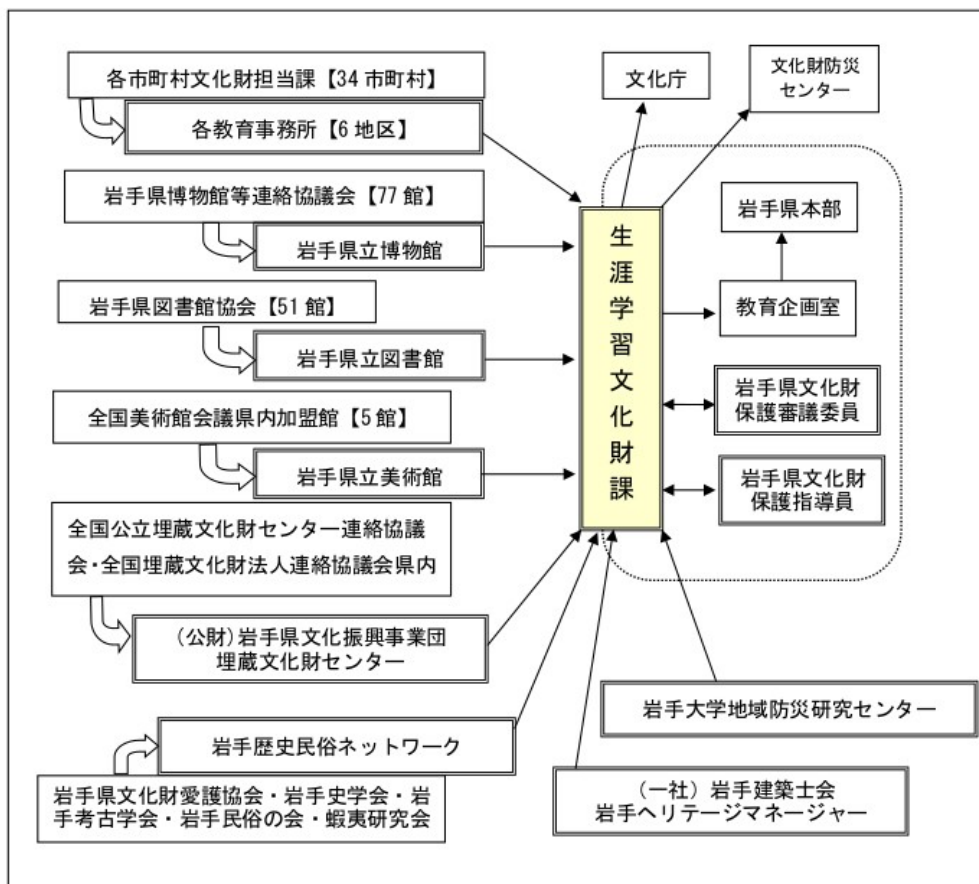 各市町村文化財担当課【34 市町村】
各教育事務所【6 地区】
岩手県博物館等連絡協議会【77 館】
岩手県立博物館
岩手県図書館協会【51 館】
岩手県立図書館
全国美術館会議県内加盟館【5 館】
岩手県立美術館
全国公立埋蔵文化財センター連絡協議
会・全国埋蔵文化財法人連絡協議会県内
（公財）岩手県文化振興事業団
埋蔵文化財センター
岩手歴史民俗ネットワーク
岩手県文化財愛護協会・岩手史学会・岩
手考古学会・岩手民俗の会・蝦夷研究会
生涯学習文化財課
文化庁
文化財防災
センター
岩手県本部
教育企画室
岩手県文化財
保護審議委員
岩手県文化財
保護指導員
岩手大学地域防災研究センター
（一社）岩手建築士会
岩手ヘリテージマネージャー